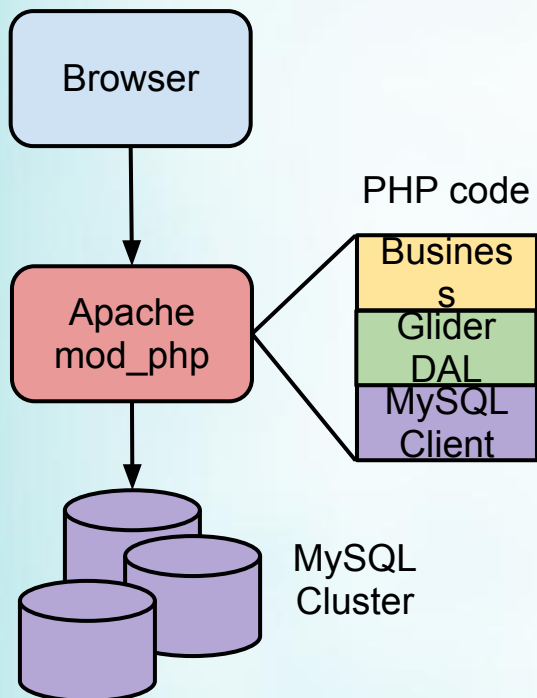 Browser
PHP code
Busines
s
Glider
DAL
MySQL
Client
Apache
mod_php
MySQL
Cluster